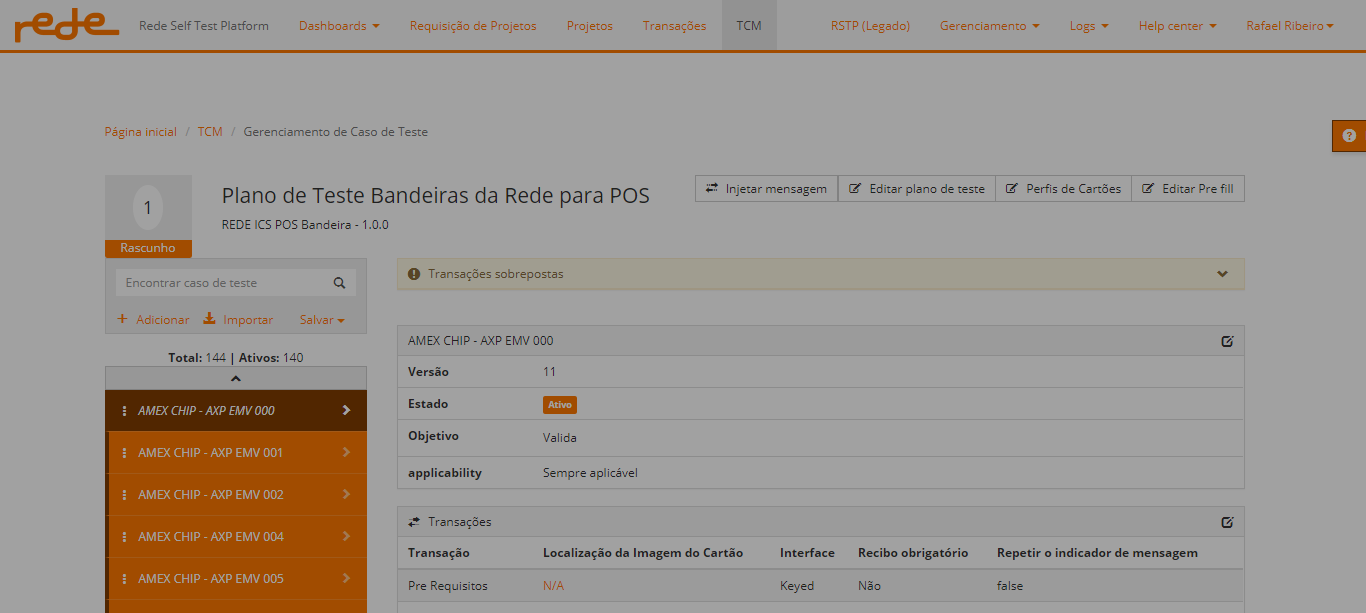 rede Rede Self Test Platform Dashboards Requisição de Projetos Projetos Transações TCM RSTP (Legado) Gerenciamento Logs Help center Rafael Ribeiro
Página inicial / TCM / Gerenciamento de Caso de Teste
1
Rascunho
Plano de Teste Bandeiras da Rede para POS
REDE ICS POS Bandeira - 1.0.0
Injetar mensagem Editar plano de teste Perfis de Cartões Editar Pre fill
Encontrar caso de teste
+ Adicionar Importar Salvar
Total: 144 | Ativos: 140
AMEX CHIP - AXP EMV 000
AMEX CHIP - AXP EMV 001
AMEX CHIP - AXP EMV 002
AMEX CHIP - AXP EMV 004
AMEX CHIP - AXP EMV 005
Transações sobrepostas
AMEX CHIP - AXP EMV 000
Versão 11
Estado Ativo
Objetivo Valida
applicability Sempre aplicável
Transações
Transação Localização da Imagem do Cartão Interface Recibo obrigatório Repetir o indicador de mensagem
Pre Requisitos N/A Keyed Não false